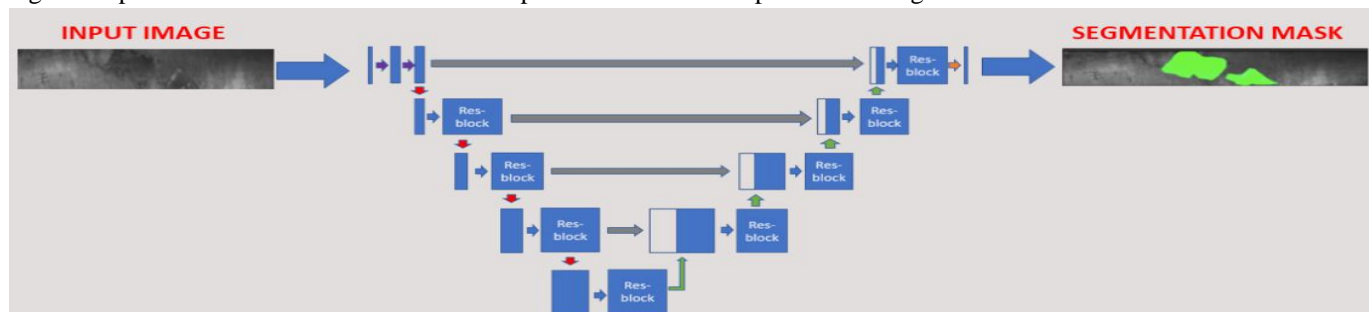 INPUT IMAGE
SEGMENTATION MASK
Res-
block
Res-
block
Res-
block
Res-
block
Res-
block
Res-
block
Res-
block
Res-
block
Res-
block